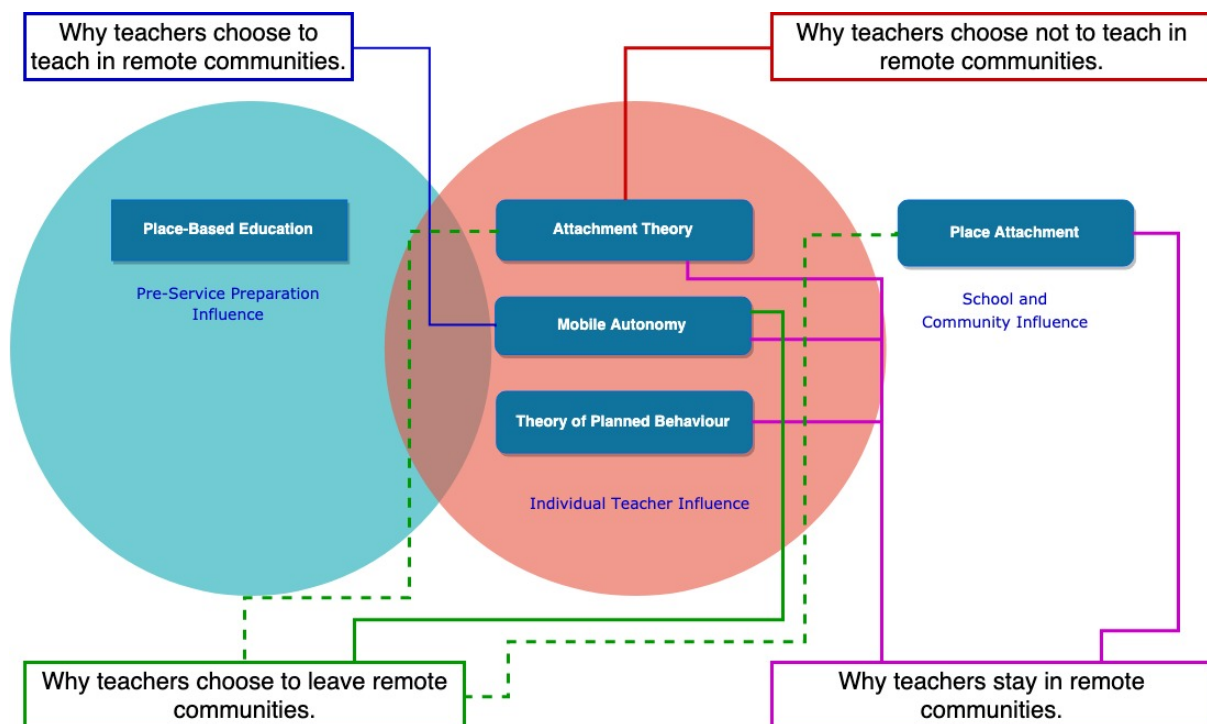 Why teachers choose to
teach in remote communities.
Why teachers choose not to teach in
remote communities.
Place-Based Education
Attachment Theory
Place Attachment
Pre-Service Preparation
Influence
Mobile Autonomy
School and
Community Influence
Theory of Planned Behaviour
Individual Teacher Influence
Why teachers choose to leave remote
communities.
Why teachers stay in remote
communities.